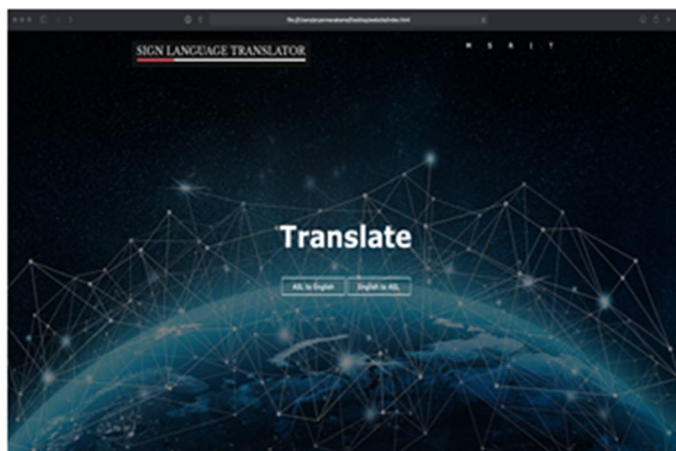 SIGN LANGUAGE TRANSLATOR
M S R I T
Translate
ASL to English
English to ASL